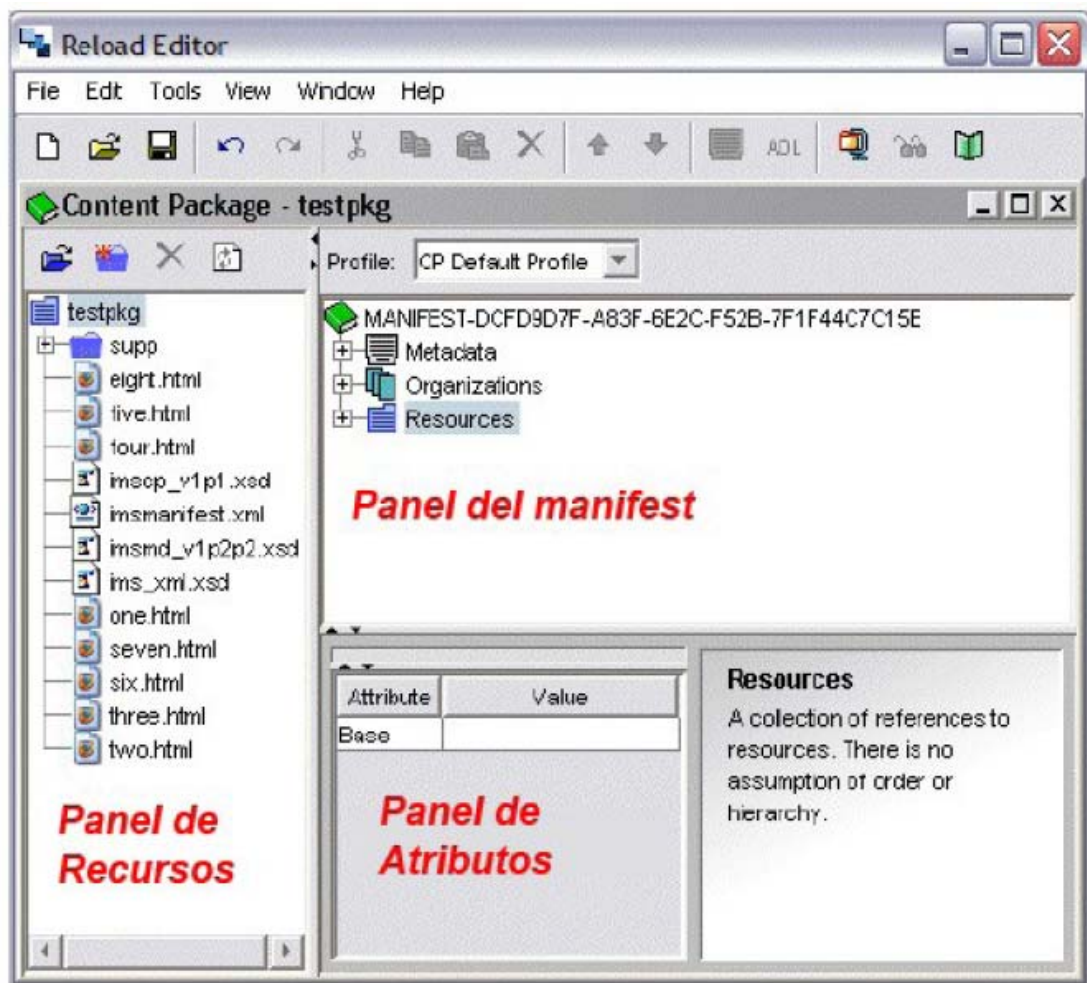 Reload Editor
File Edit Tools View Window Help
ADL
Content Package - testpkg
Profile: CP Default Profile
testpkg
supp
eight.html
five.html
four.html
imscp_v1p1.xsd
imsmanifest.xml
imsmd_v1p2p2.xsd
ims_xml.xsd
one.html
seven.html
six.html
three.html
two.html
Panel de
Recursos
MANIFEST-DCFD9D7F-A83F-6E2C-F52B-7F1F44C7C15E
Metadata
Organizations
Resources
Panel del manifest
Attribute Value
Base
Panel de
Atributos
Resources
A colection of references to
resources. There is no
assumption of order or
hierarchy.